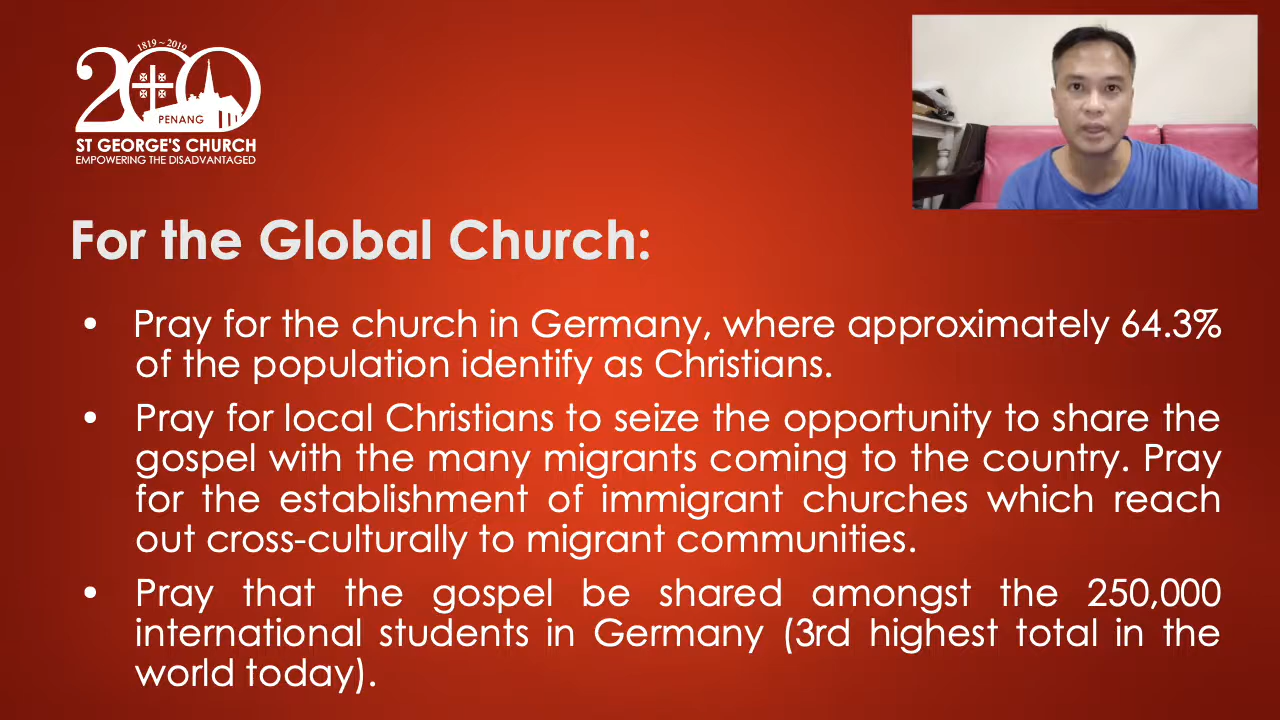 1819~2019
200
PENANG
ST GEORGE'S CHURCH
EMPOWERING THE DISADVANTAGED
For the Global Church:
• Pray for the church in Germany, where approximately 64.3%
of the population identify as Christians.
• Pray for local Christians to seize the opportunity to share the
gospel with the many migrants coming to the country. Pray
for the establishment of immigrant churches which reach
out cross-culturally to migrant communities.
• Pray that the gospel be shared amongst the 250,000
international students in Germany (3rd highest total in the
world today).